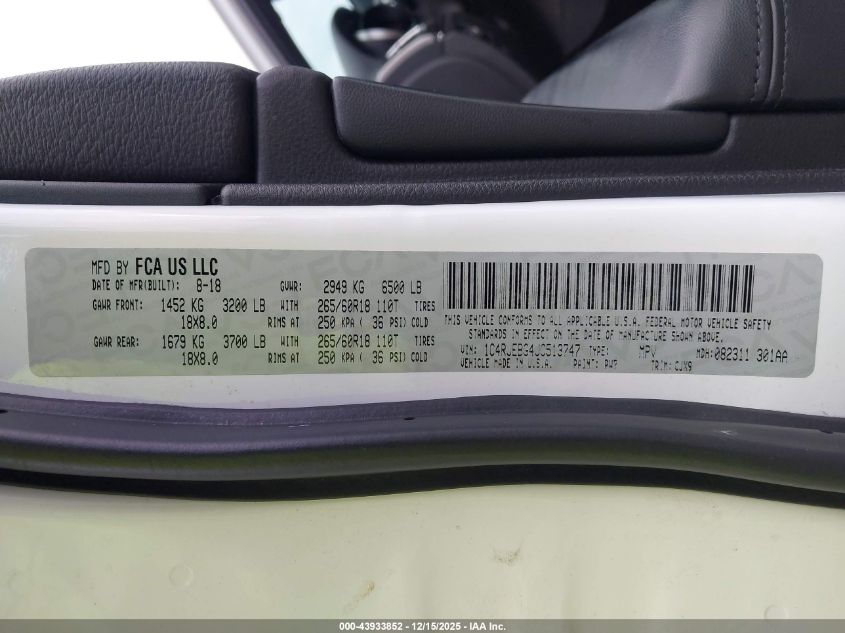 MFD BY FCA US LLC
DATE OF MFR(BUILT): 8-18 GVWR: 2949 KG 6500 LB
GAWR FRONT: 1452 KG 3200 LB WITH 265/60R18 110T TIRES
18X8.0 RIMS AT 250 KPA ( 36 PSI) COLD
GAWR REAR: 1679 KG 3700 LB WITH 265/60R18 110T TIRES
18X8.0 RIMS AT 250 KPA ( 36 PSI) COLD
THIS VEHICLE CONFORMS TO ALL APPLICABLE U.S.A. FEDERAL MOTOR VEHICLE SAFETY
STANDARDS IN EFFECT ON THE DATE OF MANUFACTURE SHOWN ABOVE.
VIN: 1C4RJEBG4JC513747 TYPE: MPV MDH:082311 301AA
VEHICLE MADE IN U.S.A. PAINT: PW7 TRIM: CJX9
000-43933852 - 12/15/2025 - IAA Inc.